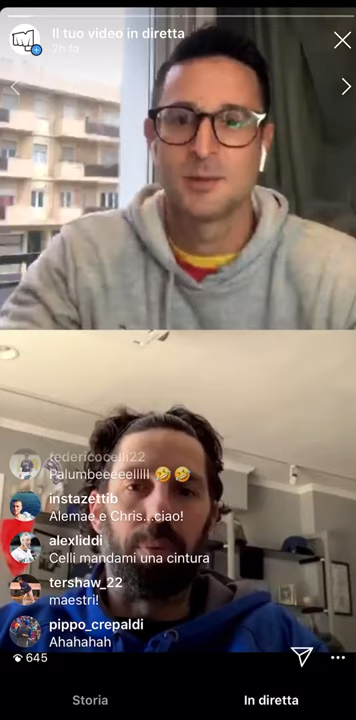 Il tuo video in diretta
2h fa
federicocelli22
Palumbeeeeelllli 🤣 🤣
instazettib
Alemae e Chris...ciao!
alexliddi
Celli mandami una cintura
tershaw_22
maestri!
pippo_crepaldi
Ahahahah
645
Storia
In diretta